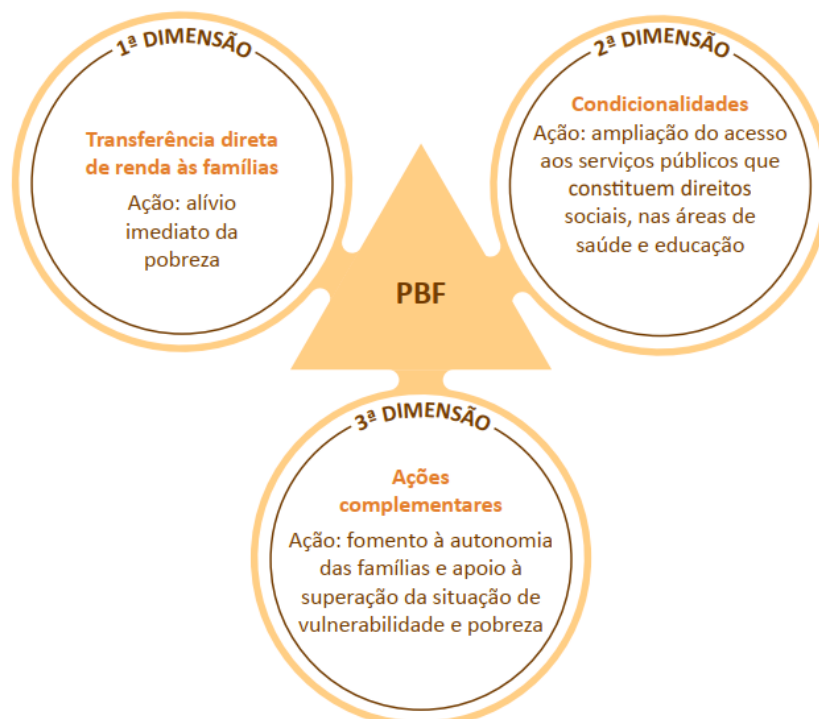 1ª DIMENSÃO
Transferência direta
de renda às famílias
Ação: alívio
imediato da
pobreza
2ª DIMENSÃO
Condicionalidades
Ação: ampliação do acesso
aos serviços públicos que
constituem direitos
sociais, nas áreas de
saúde e educação
PBF
3ª DIMENSÃO
Ações
complementares
Ação: fomento à autonomia
das famílias e apoio à
superação da situação de
vulnerabilidade e pobreza